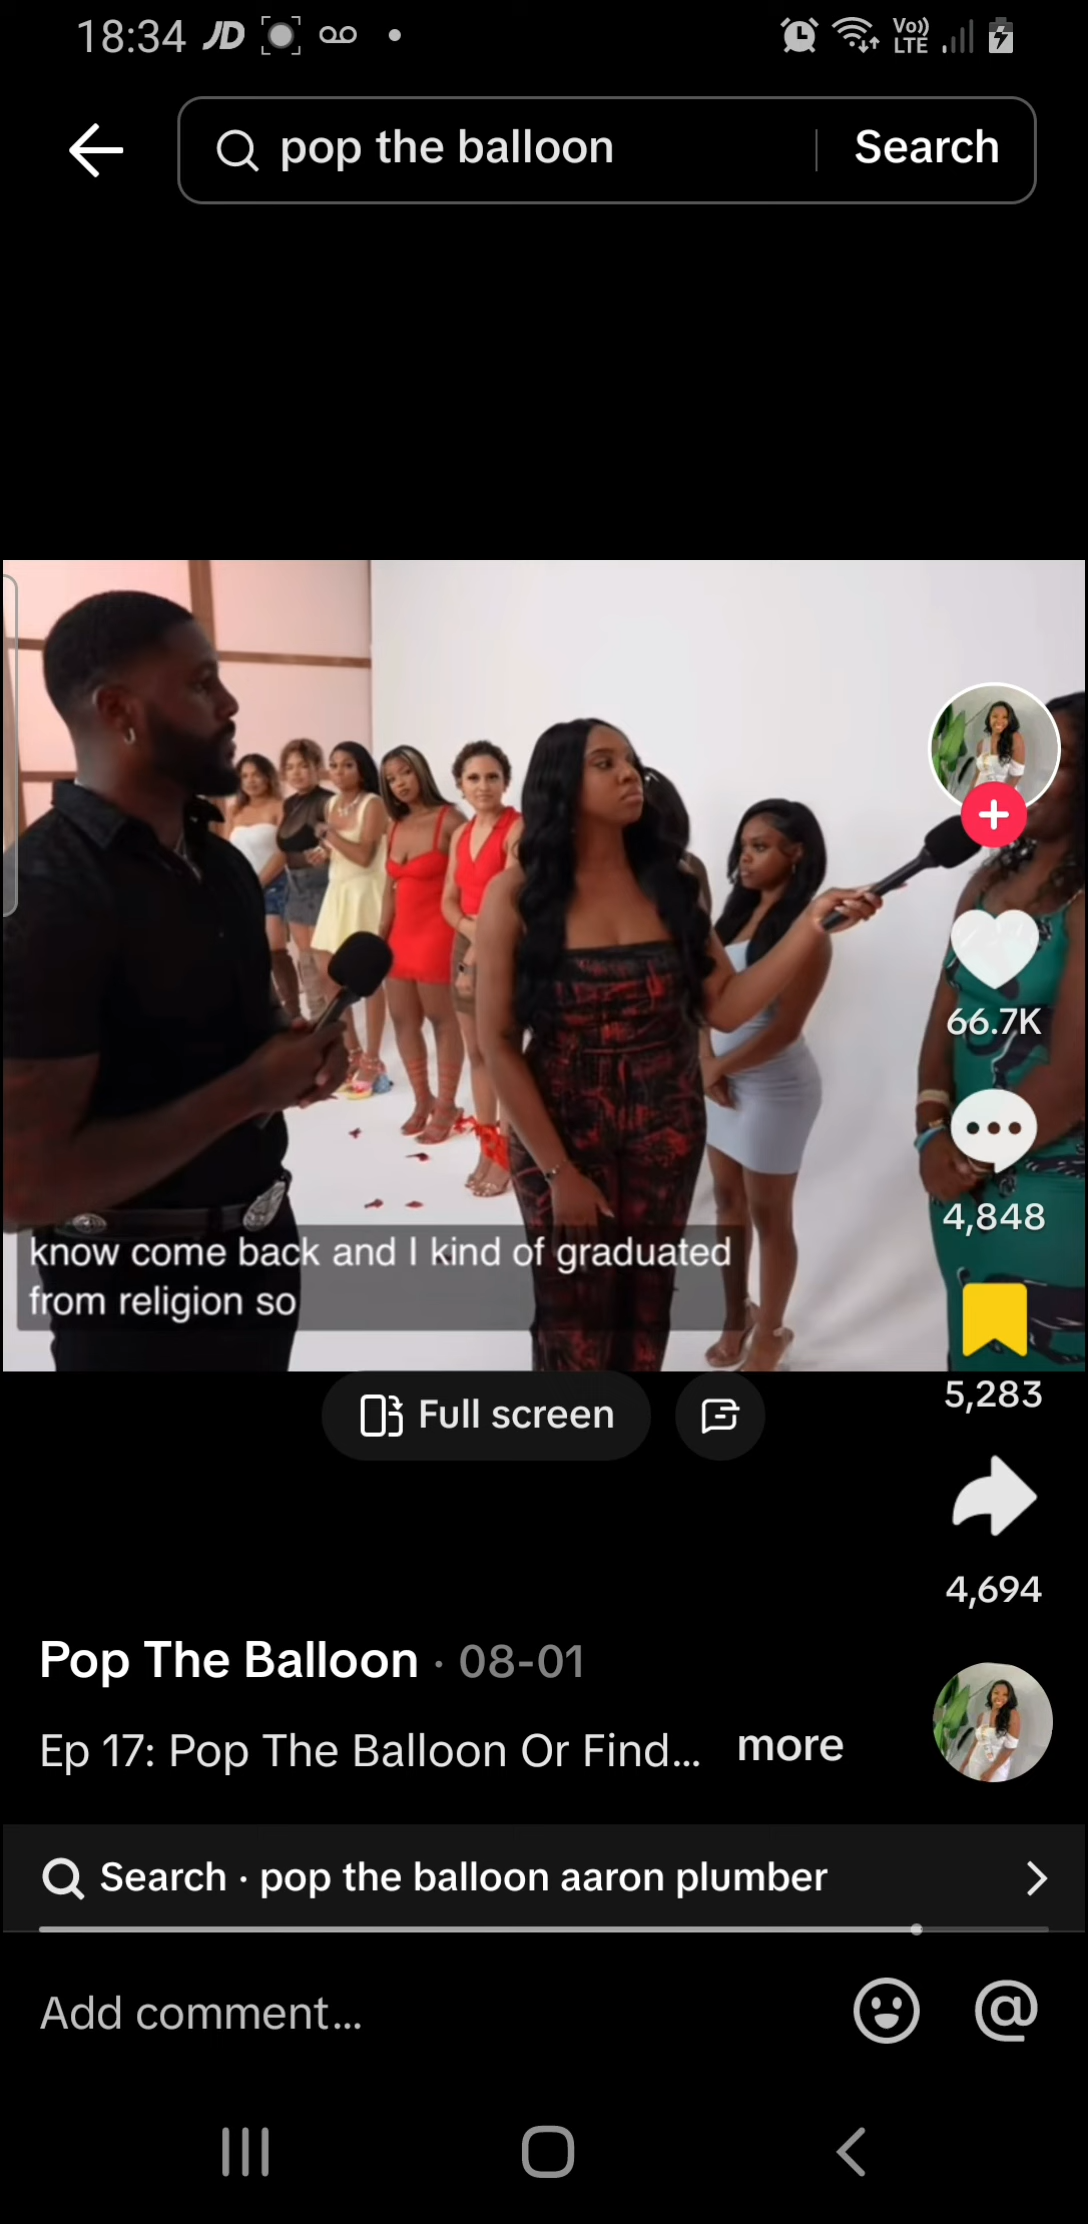 18:34 JD
Vo)) LTE
pop the balloon
Search
66.7K
4,848
know come back and I kind of graduated
from religion so
5,283
Full screen
4,694
Pop The Balloon · 08-01
Ep 17: Pop The Balloon Or Find... more
Search · pop the balloon aaron plumber
Add comment...